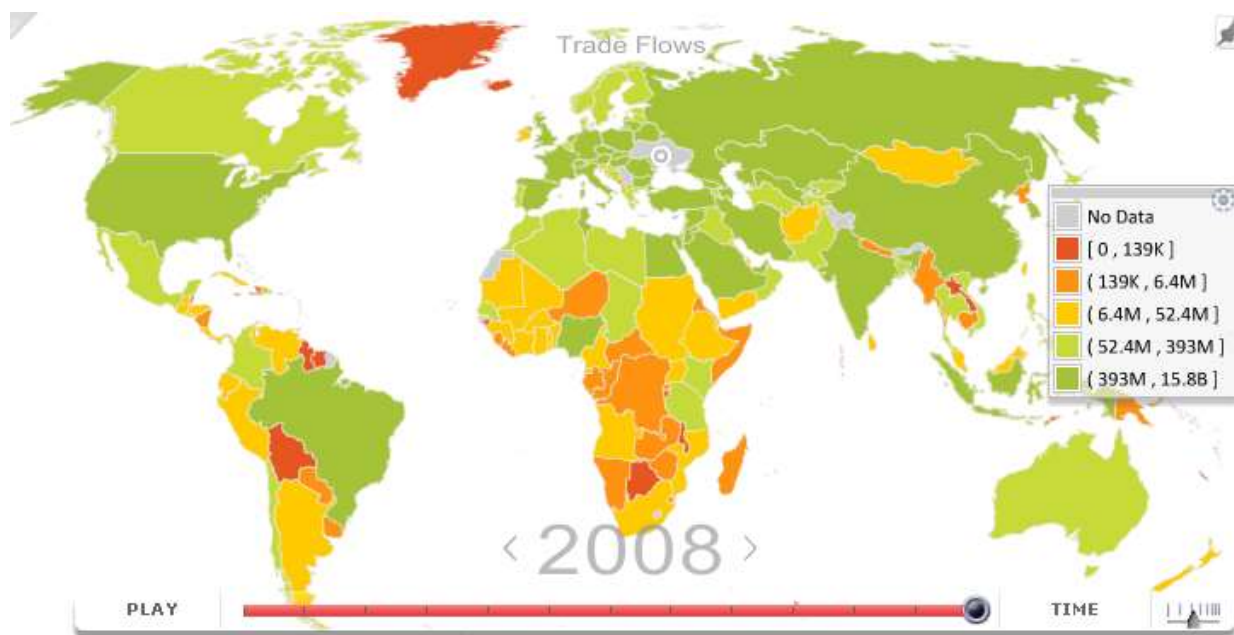 Trade Flows
No Data
[ 0 , 139K ]
( 139K , 6.4M ]
( 6.4M , 52.4M ]
( 52.4M , 393M ]
( 393M , 15.8B ]
< 2008 >
PLAY
TIME